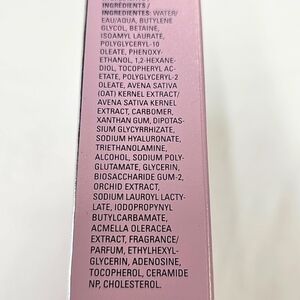 INGRÉDIENTS /
INGREDIENTES: WATER/
EAU/AQUA, BUTYLENE
GLYCOL, BETAINE,
ISOAMYL LAURATE,
POLYGLYCERYL-10
OLEATE, PHENOXY-
ETHANOL, 1,2-HEXANE-
DIOL, TOCOPHERYL AC-
ETATE, POLYGLYCERYL-2
OLEATE, AVENA SATIVA
(OAT) KERNEL EXTRACT/
AVENA SATIVA KERNEL
EXTRACT, CARBOMER,
XANTHAN GUM, DIPOTAS-
SIUM GLYCYRRHIZATE,
SODIUM HYALURONATE,
TRIETHANOLAMINE,
ALCOHOL, SODIUM POLY-
GLUTAMATE, GLYCERIN,
BIOSACCHARIDE GUM-2,
ORCHID EXTRACT,
SODIUM LAUROYL LACTY-
LATE, IODOPROPYNYL
BUTYLCARBAMATE,
ACMELLA OLERACEA
EXTRACT, FRAGRANCE/
PARFUM, ETHYLHEXYL-
GLYCERIN, ADENOSINE,
TOCOPHEROL, CERAMIDE
NP, CHOLESTEROL.